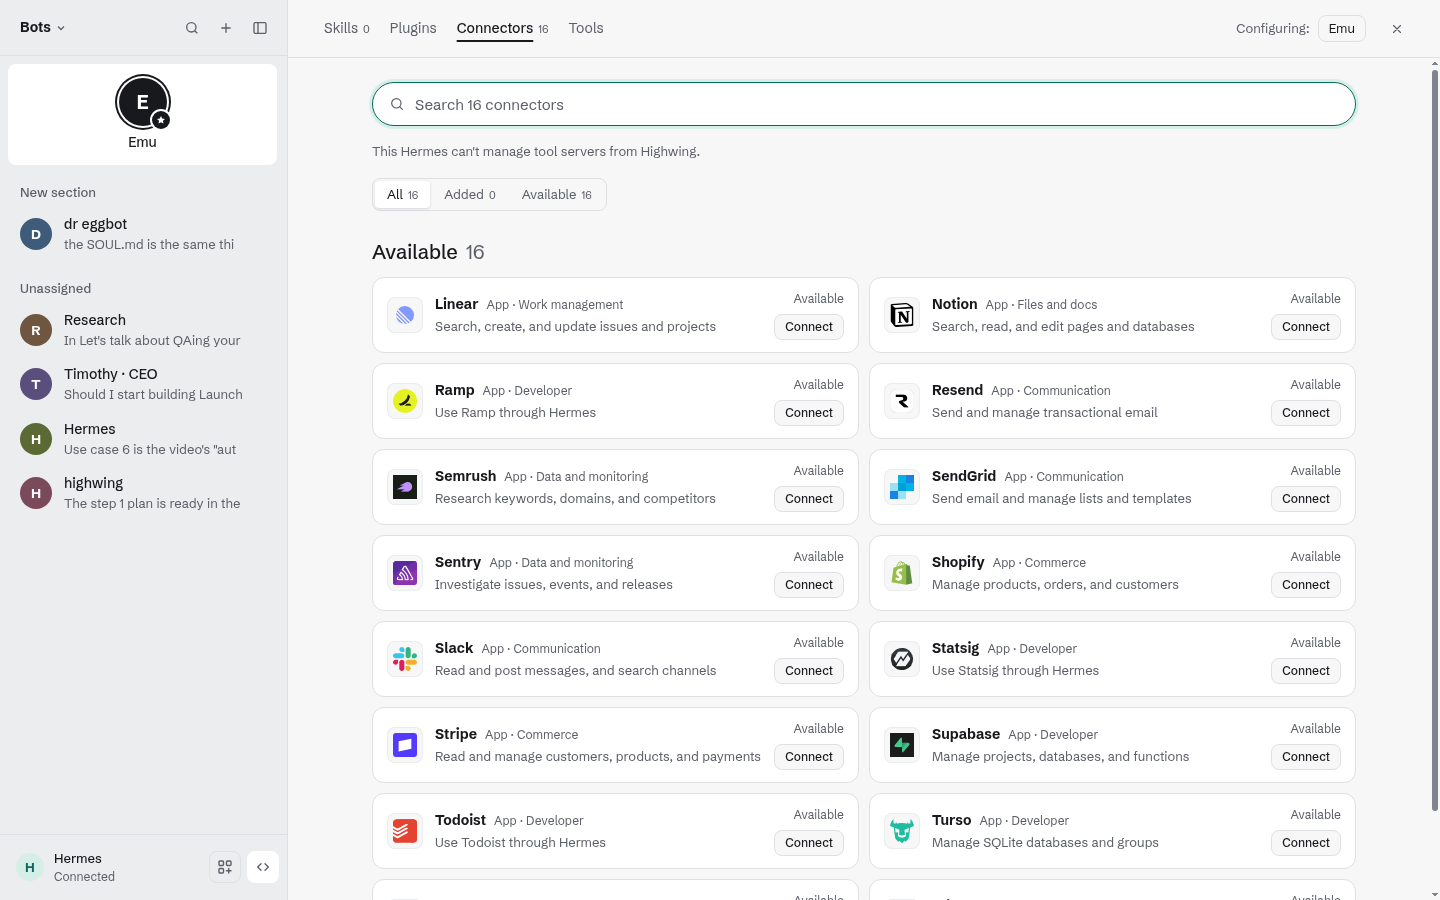 Bots
Skills 0
Plugins
Connectors 16
Tools
Configuring:
Emu
E
Emu
New section
D
dr eggbot
the SOUL.md is the same thi
Unassigned
R
Research
In Let's talk about QAing your
T
Timothy · CEO
Should I start building Launch
H
Hermes
Use case 6 is the video's "aut
H
highwing
The step 1 plan is ready in the
H
Hermes
Connected
Search 16 connectors
This Hermes can't manage tool servers from Highwing.
All 16
Added 0
Available 16
Available 16
Linear App · Work management
Search, create, and update issues and projects
Available
Connect
Notion App · Files and docs
Search, read, and edit pages and databases
Available
Connect
Ramp App · Developer
Use Ramp through Hermes
Available
Connect
Resend App · Communication
Send and manage transactional email
Available
Connect
Semrush App · Data and monitoring
Research keywords, domains, and competitors
Available
Connect
SendGrid App · Communication
Send email and manage lists and templates
Available
Connect
Sentry App · Data and monitoring
Investigate issues, events, and releases
Available
Connect
Shopify App · Commerce
Manage products, orders, and customers
Available
Connect
Slack App · Communication
Read and post messages, and search channels
Available
Connect
Statsig App · Developer
Use Statsig through Hermes
Available
Connect
Stripe App · Commerce
Read and manage customers, products, and payments
Available
Connect
Supabase App · Developer
Manage projects, databases, and functions
Available
Connect
Todoist App · Developer
Use Todoist through Hermes
Available
Connect
Turso App · Developer
Manage SQLite databases and groups
Available
Connect